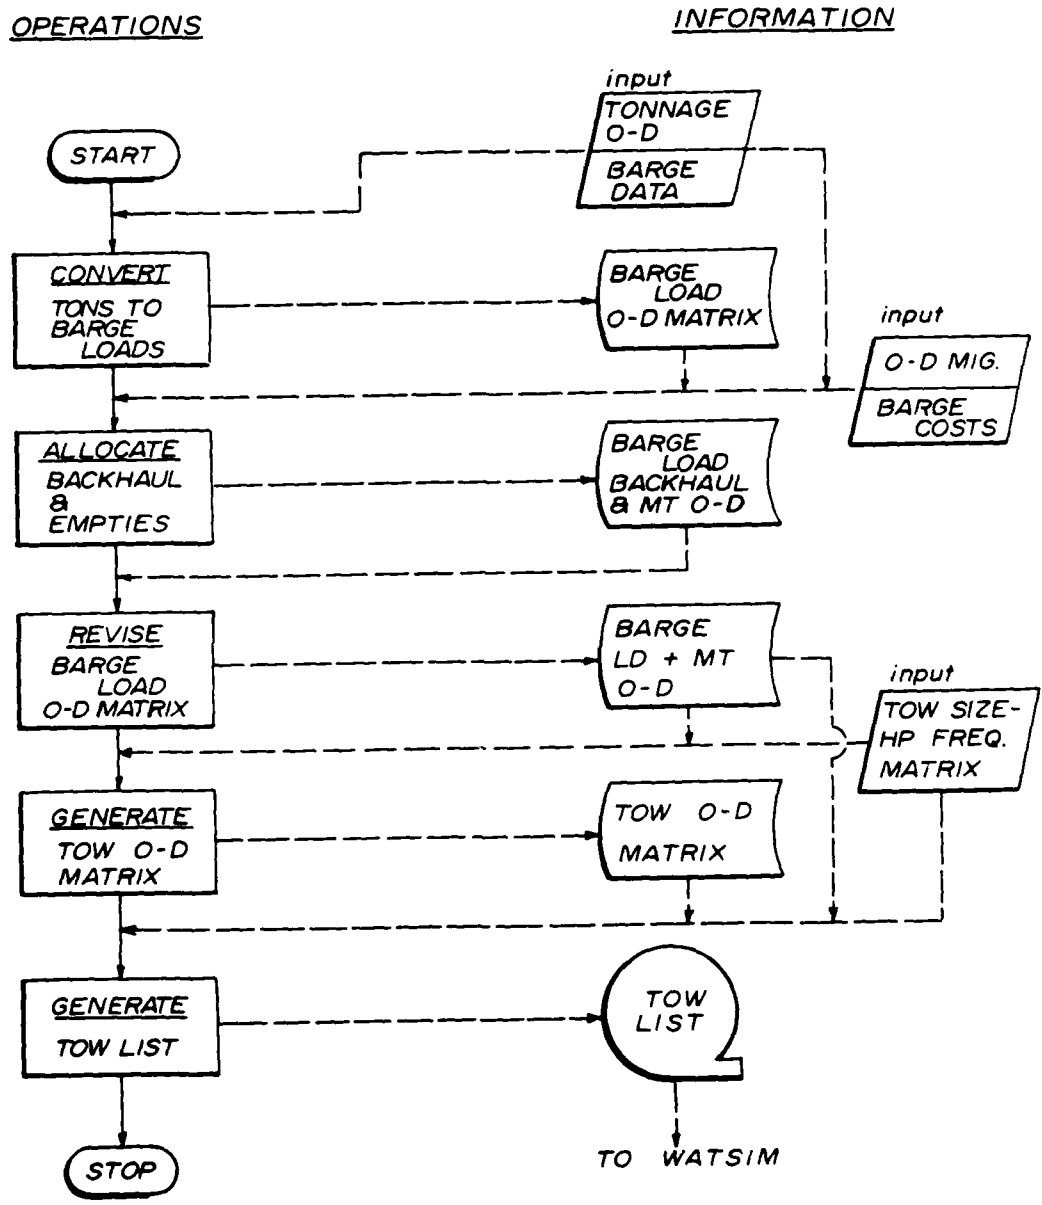 OPERATIONS
INFORMATION
input
TONNAGE
O-D
BARGE
DATA
START
CONVERT
TONS TO
BARGE
LOADS
BARGE
LOAD
O-D MATRIX
input
O-D MIG.
BARGE
COSTS
ALLOCATE
BACKHAUL
&
EMPTIES
BARGE
LOAD
BACKHAUL
& MT O-D
REVISE
BARGE
LOAD
O-D MATRIX
BARGE
LD + MT
O-D
input
TOW SIZE-
HP FREQ.
MATRIX
GENERATE
TOW O-D
MATRIX
TOW O-D
MATRIX
GENERATE
TOW LIST
TOW
LIST
STOP
TO WATSIM